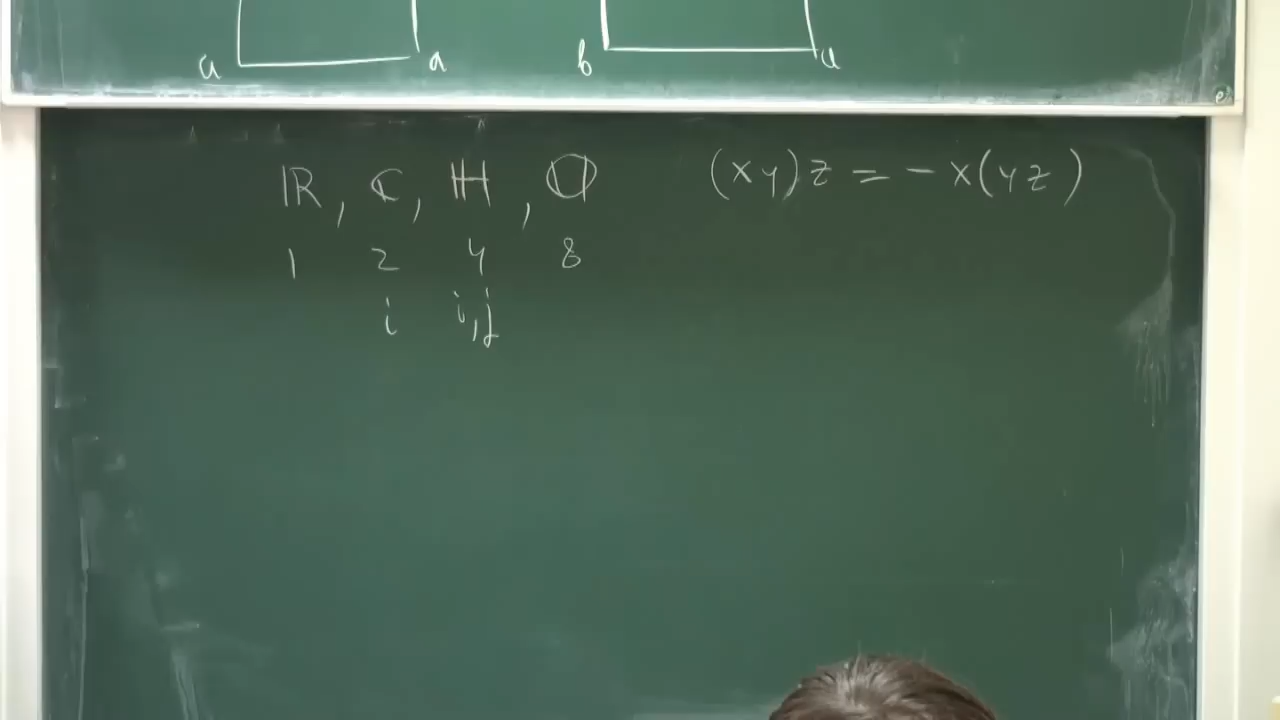 a a b a
ℝ, ℂ, ℍ, 𝕆 (xy)z = - x(yz)
1 2 4 8
i i,j